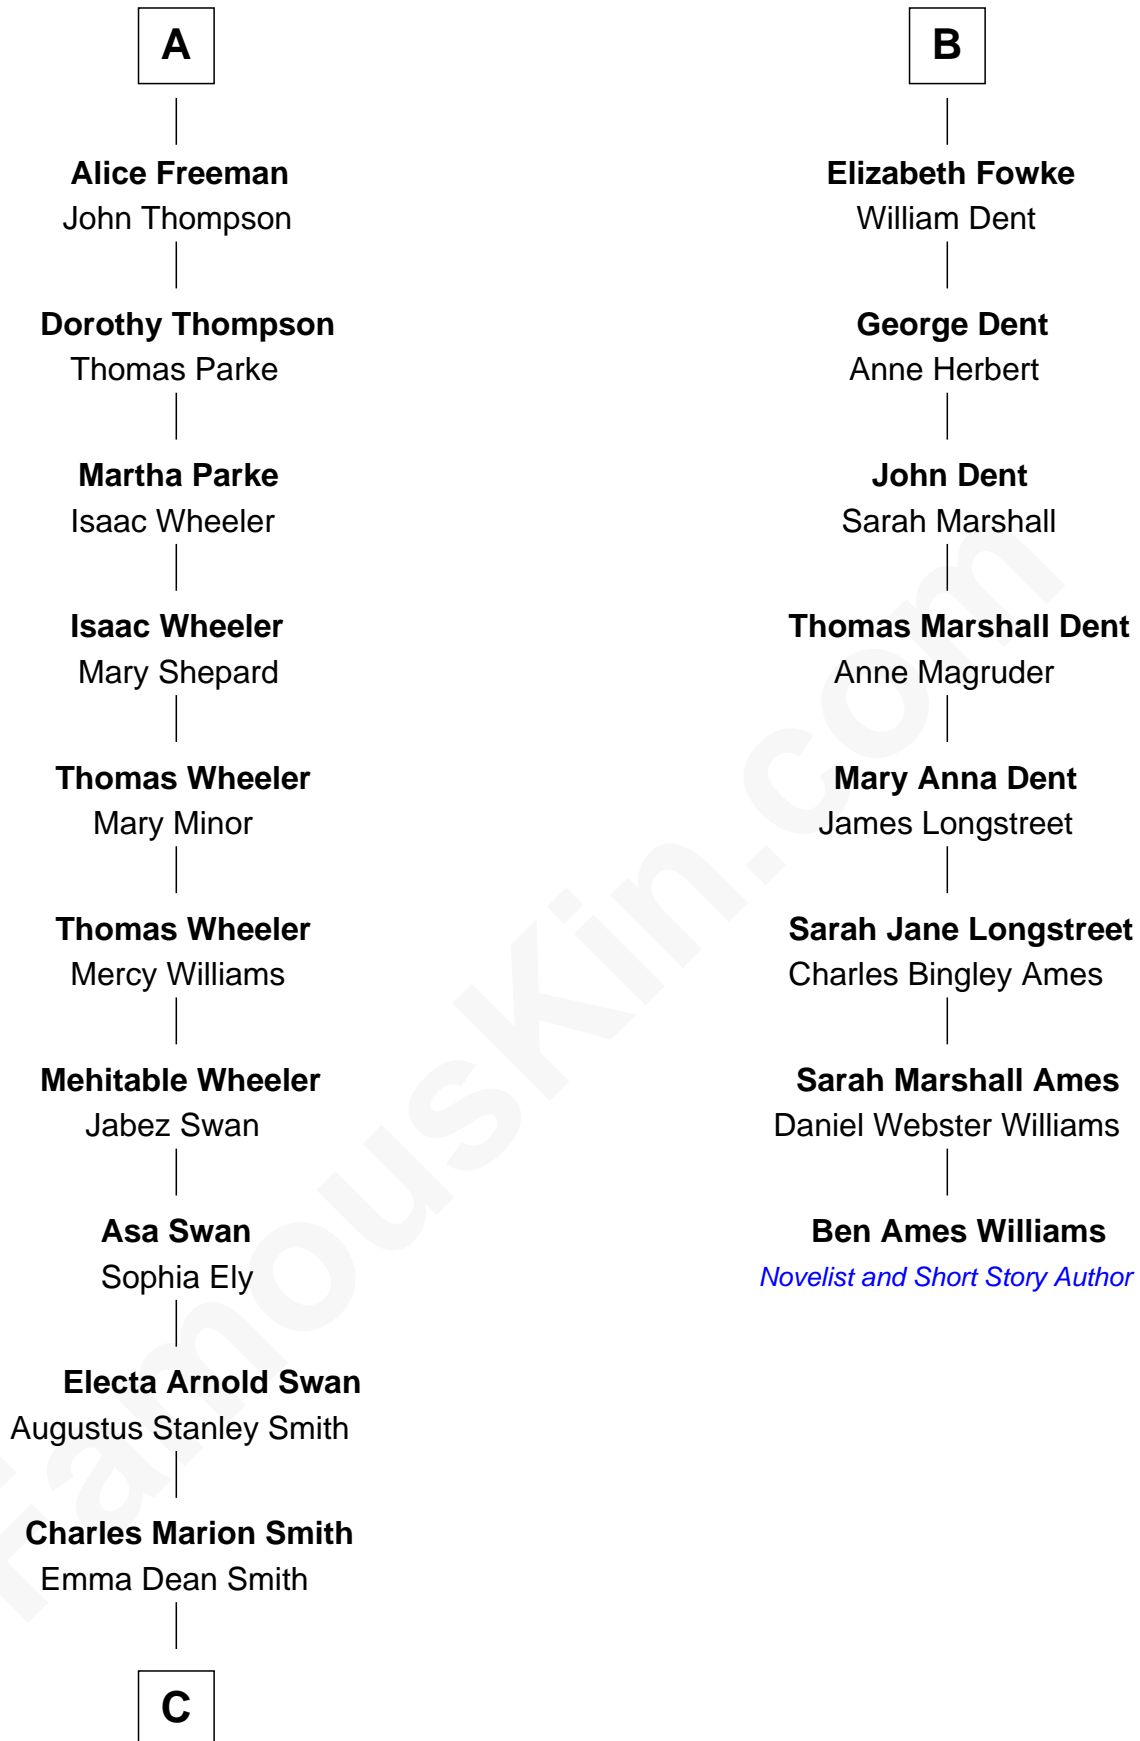 A
Alice Freeman
John Thompson
Dorothy Thompson
Thomas Parke
Martha Parke
Isaac Wheeler
Isaac Wheeler
Mary Shepard
Thomas Wheeler
Mary Minor
Thomas Wheeler
Mercy Williams
Mehitable Wheeler
Jabez Swan
Asa Swan
Sophia Ely
Electa Arnold Swan
Augustus Stanley Smith
Charles Marion Smith
Emma Dean Smith
C
B
Elizabeth Fowke
William Dent
George Dent
Anne Herbert
John Dent
Sarah Marshall
Thomas Marshall Dent
Anne Magruder
Mary Anna Dent
James Longstreet
Sarah Jane Longstreet
Charles Bingley Ames
Sarah Marshall Ames
Daniel Webster Williams
Ben Ames Williams
Novelist and Short Story Author
FamousKin.com